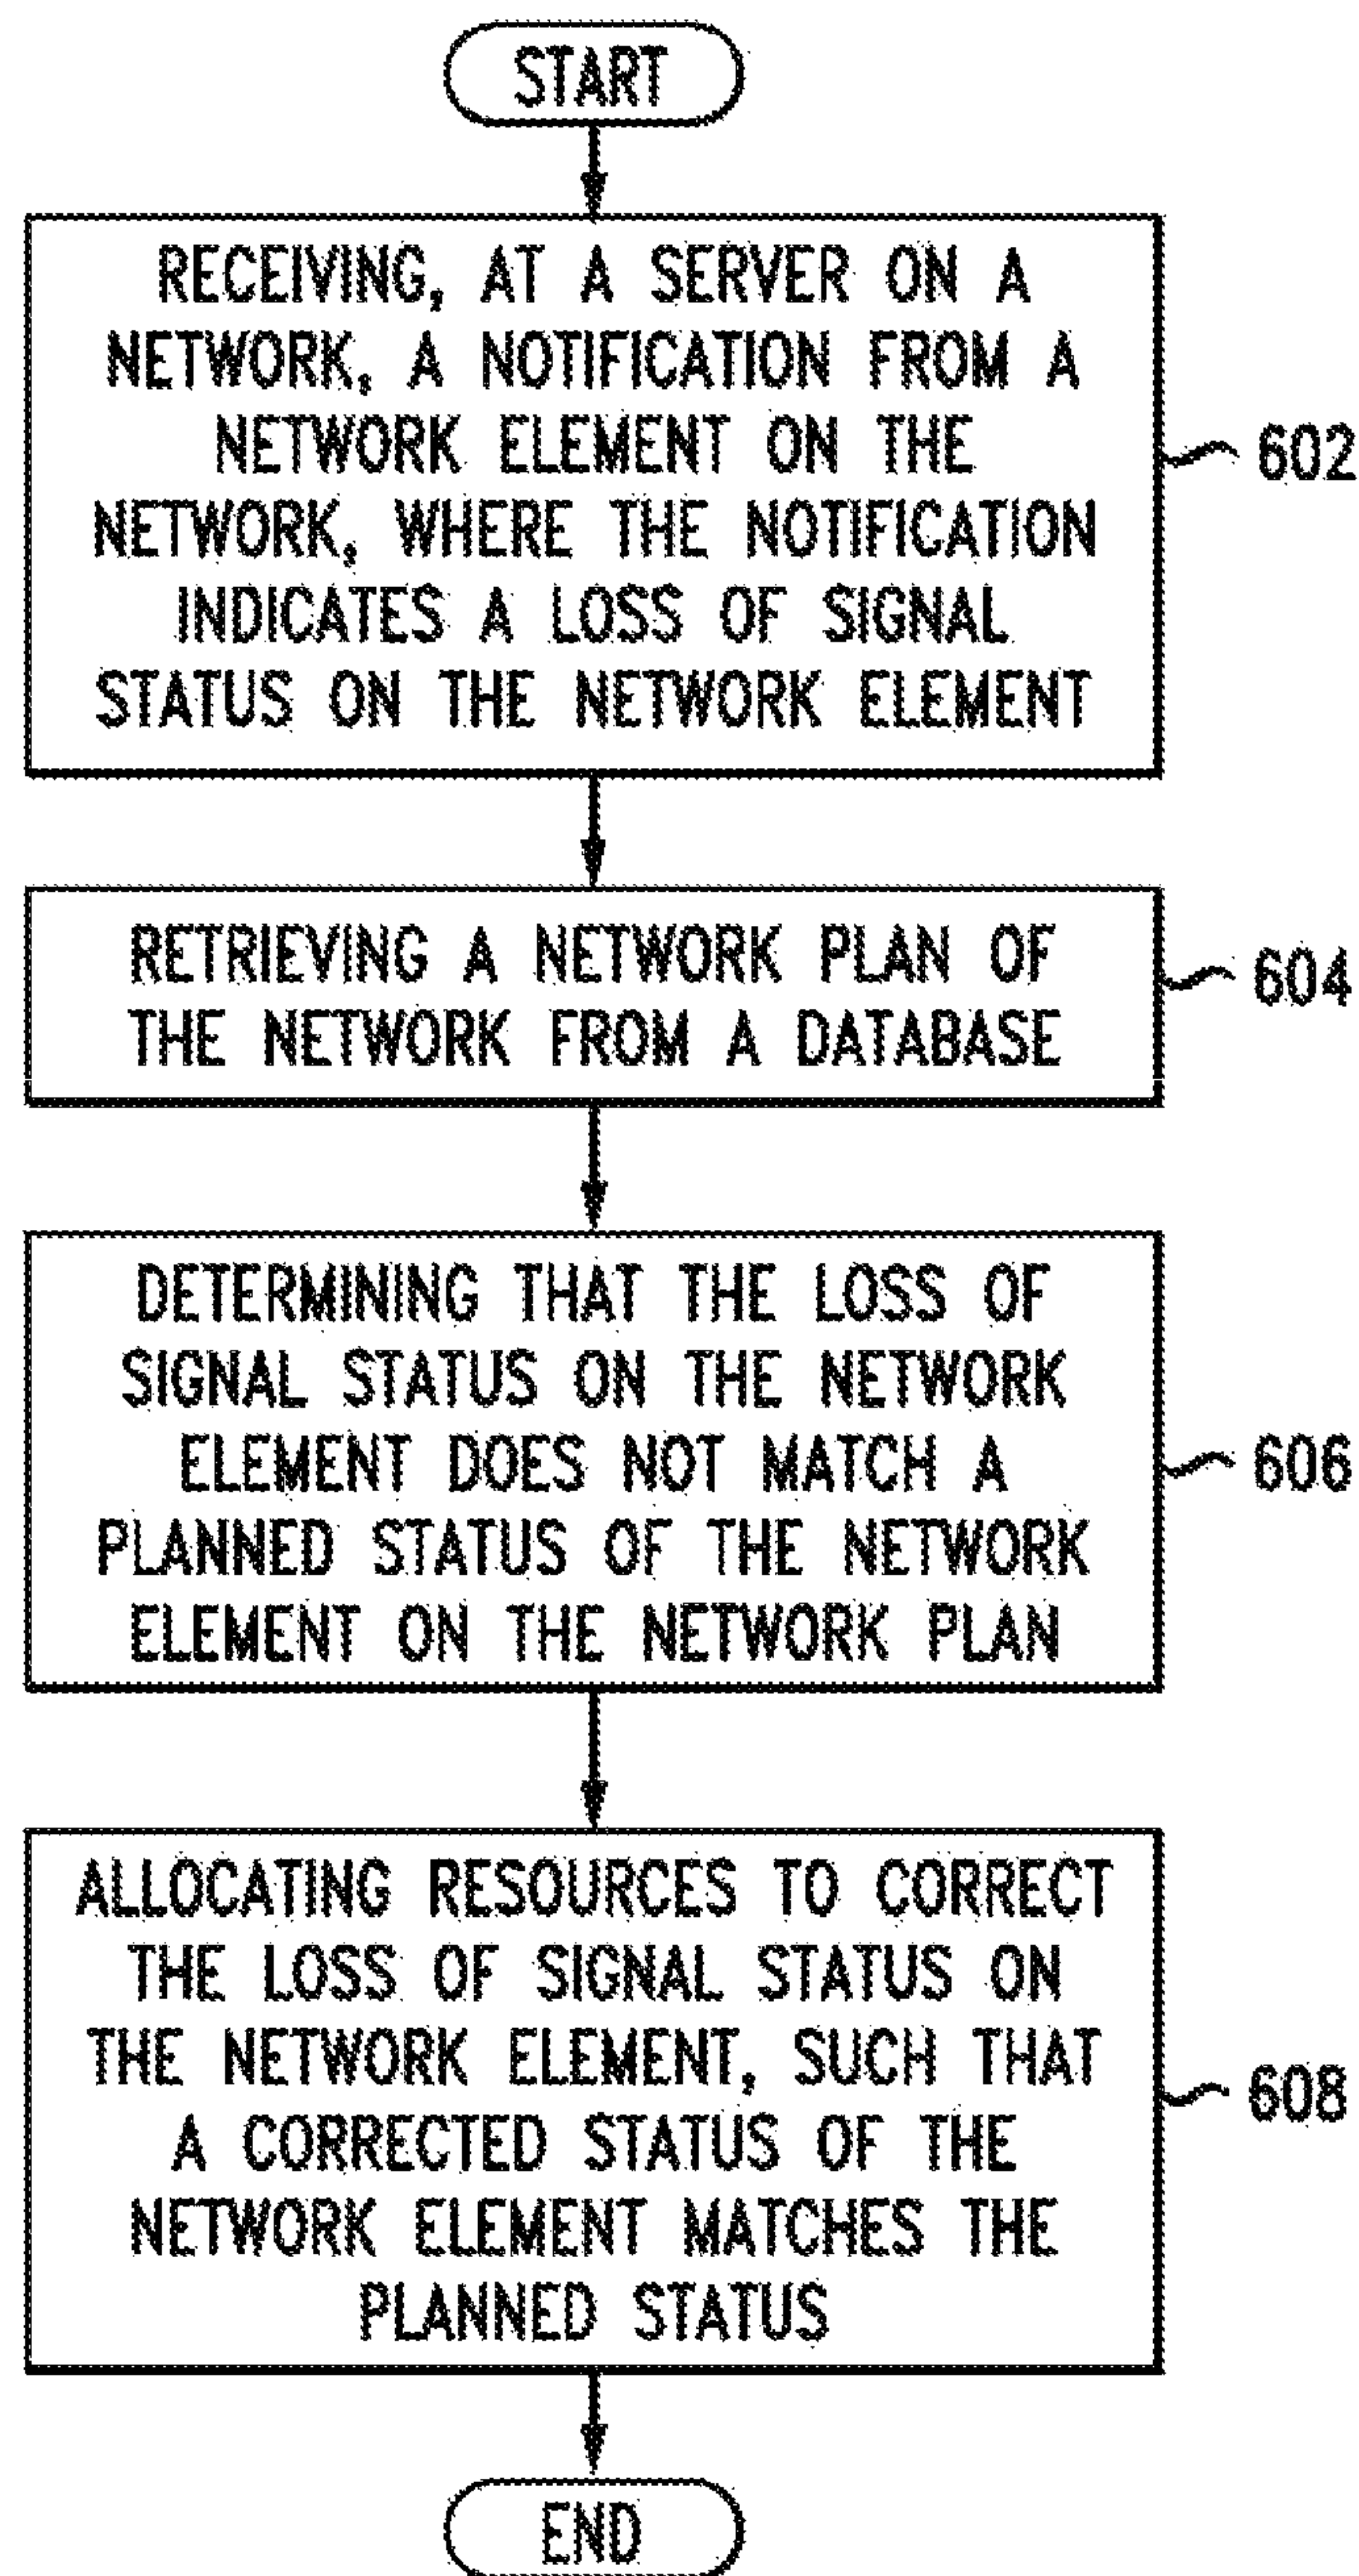 START
RECEIVING, AT A SERVER ON A
NETWORK, A NOTIFICATION FROM A
NETWORK ELEMENT ON THE
NETWORK, WHERE THE NOTIFICATION
INDICATES A LOSS OF SIGNAL
STATUS ON THE NETWORK ELEMENT
602
RETRIEVING A NETWORK PLAN OF
THE NETWORK FROM A DATABASE
604
DETERMINING THAT THE LOSS OF
SIGNAL STATUS ON THE NETWORK
ELEMENT DOES NOT MATCH A
PLANNED STATUS OF THE NETWORK
ELEMENT ON THE NETWORK PLAN
606
ALLOCATING RESOURCES TO CORRECT
THE LOSS OF SIGNAL STATUS ON
THE NETWORK ELEMENT, SUCH THAT
A CORRECTED STATUS OF THE
NETWORK ELEMENT MATCHES THE
PLANNED STATUS
608
END